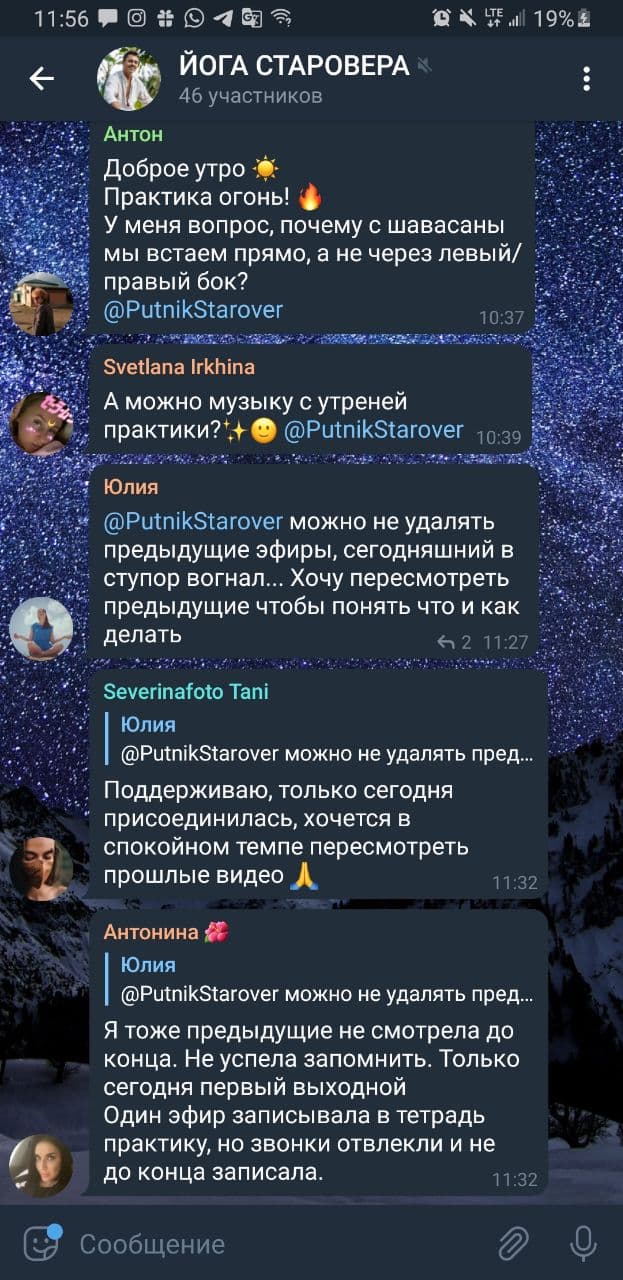 11:56
LTE
19%
ЙОГА СТАРОВЕРА
46 участников
Антон
Доброе утро ☀️
Практика огонь! 🔥
У меня вопрос, почему с шавасаны
мы встаем прямо, а не через левый/
правый бок?
@PutnikStarover
10:37
Svetlana Irkhina
А можно музыку с утреней
практики?✨🙂 @PutnikStarover
10:39
Юлия
@PutnikStarover можно не удалять
предыдущие эфиры, сегодняшний в
ступор вогнал... Хочу пересмотреть
предыдущие чтобы понять что и как
делать
2 11:27
Severinafoto Tani
Юлия
@PutnikStarover можно не удалять пред...
Поддерживаю, только сегодня
присоединилась, хочется в
спокойном темпе пересмотреть
прошлые видео 🙏
11:32
Антонина 🌺
Юлия
@PutnikStarover можно не удалять пред...
Я тоже предыдущие не смотрела до
конца. Не успела запомнить. Только
сегодня первый выходной
Один эфир записывала в тетрадь
практику, но звонки отвлекли и не
до конца записала.
11:32
Сообщение